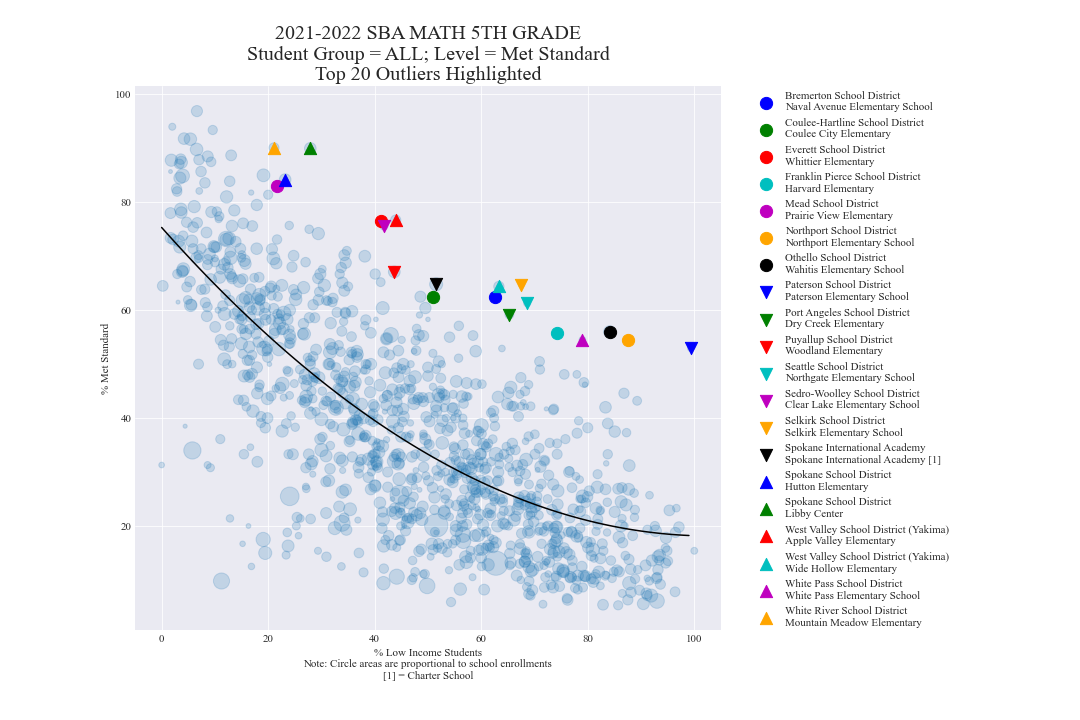 2021-2022 SBA MATH 5TH GRADE
Student Group = ALL; Level = Met Standard
Top 20 Outliers Highlighted
100
80
60
40
20
% Met Standard
0
20
40
60
80
100
% Low Income Students
Note: Circle areas are proportional to school enrollments
[1] = Charter School
Bremerton School District
Naval Avenue Elementary School
Coulee-Hartline School District
Coulee City Elementary
Everett School District
Whittier Elementary
Franklin Pierce School District
Harvard Elementary
Mead School District
Prairie View Elementary
Northport School District
Northport Elementary School
Othello School District
Wahitis Elementary School
Paterson School District
Paterson Elementary School
Port Angeles School District
Dry Creek Elementary
Puyallup School District
Woodland Elementary
Seattle School District
Northgate Elementary School
Sedro-Woolley School District
Clear Lake Elementary School
Selkirk School District
Selkirk Elementary School
Spokane International Academy
Spokane International Academy [1]
Spokane School District
Hutton Elementary
Spokane School District
Libby Center
West Valley School District (Yakima)
Apple Valley Elementary
West Valley School District (Yakima)
Wide Hollow Elementary
White Pass School District
White Pass Elementary School
White River School District
Mountain Meadow Elementary